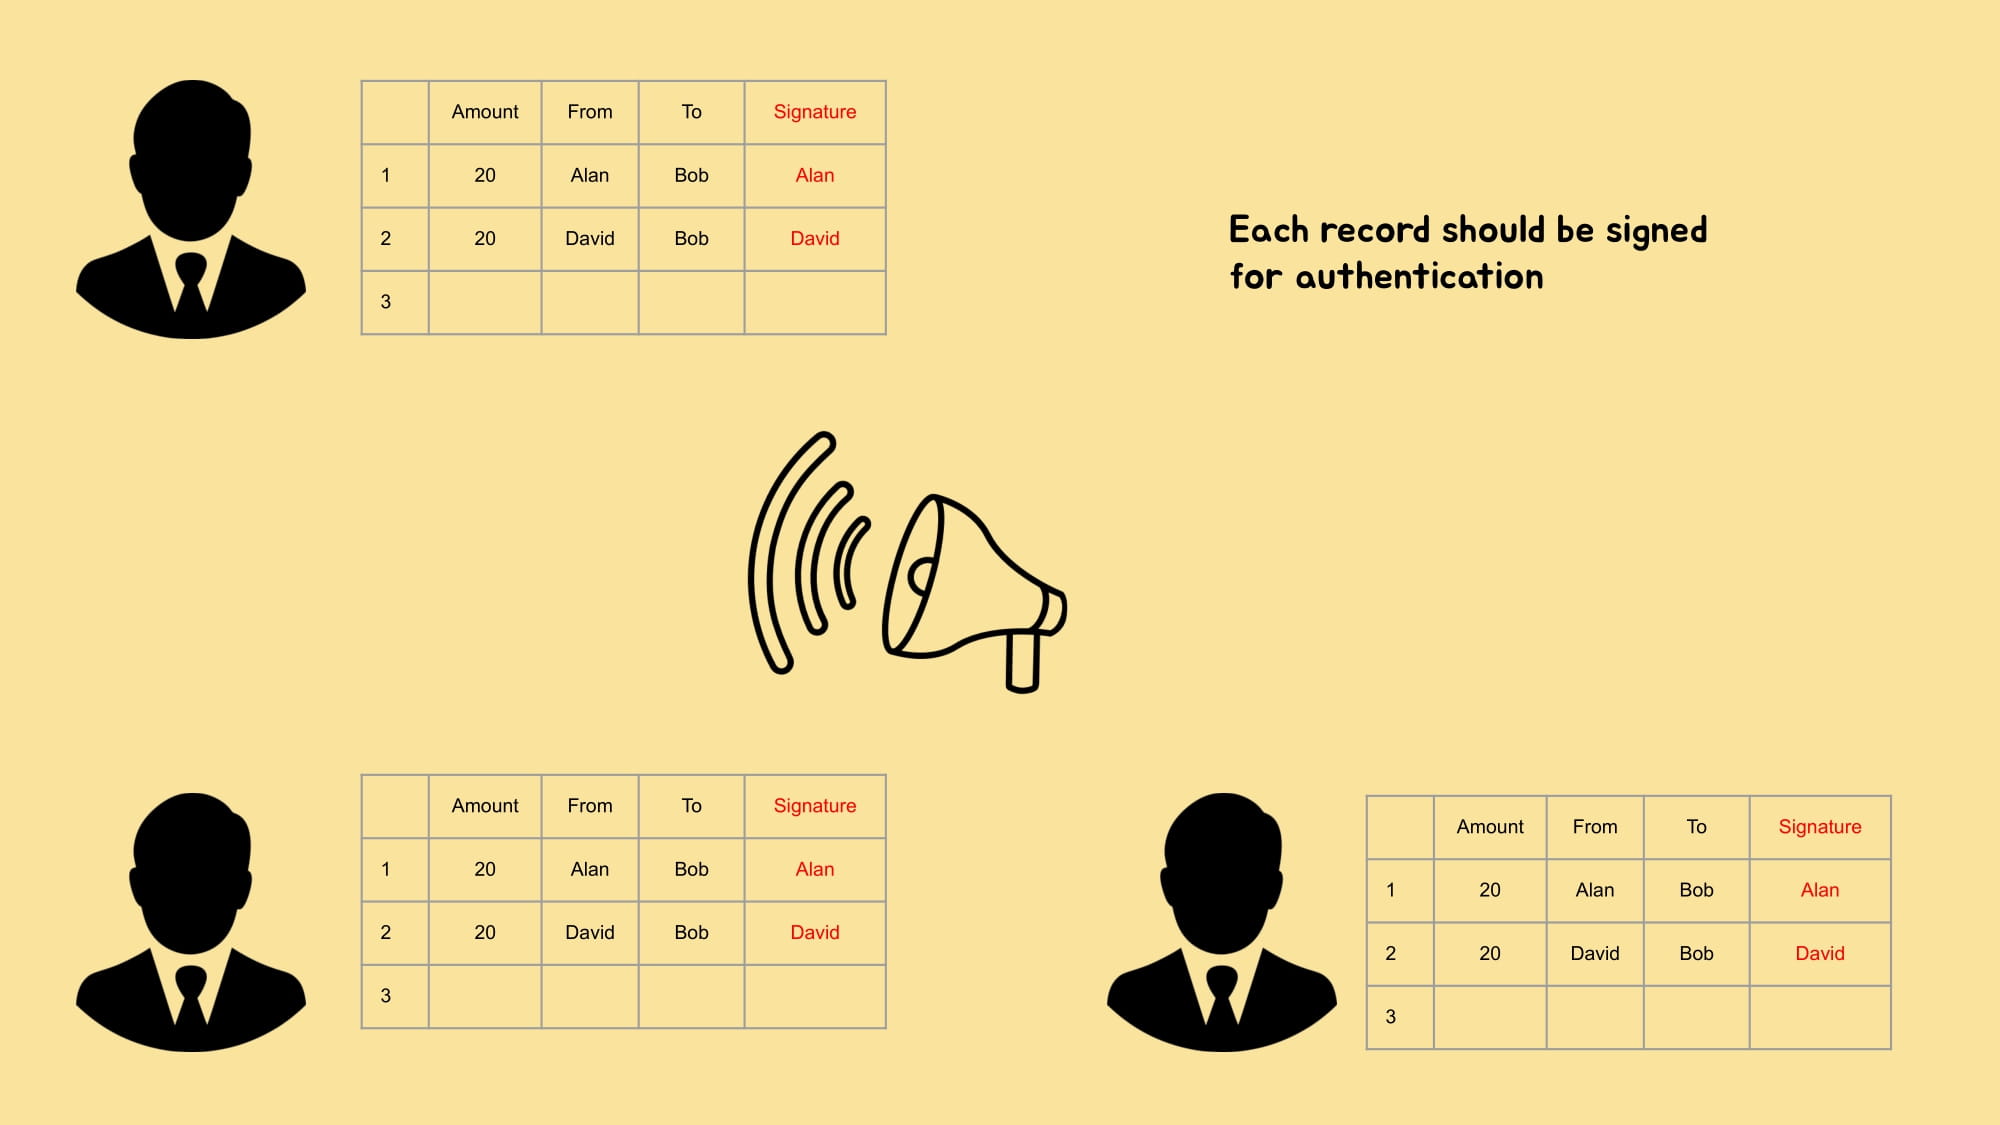 Amount From To Signature
1 20 Alan Bob Alan
2 20 David Bob David
3
Each record should be signed
for authentication
Amount From To Signature
1 20 Alan Bob Alan
2 20 David Bob David
3
Amount From To Signature
1 20 Alan Bob Alan
2 20 David Bob David
3